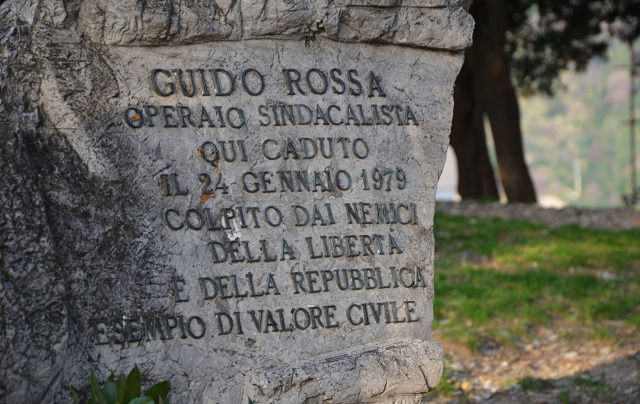 GUIDO ROSSA
OPERAIO SINDACALISTA
QUI CADUTO
IL 24 GENNAIO 1979
COLPITO DAI NEMICI
DELLA LIBERTÀ
E DELLA REPUBBLICA
ESEMPIO DI VALORE CIVILE